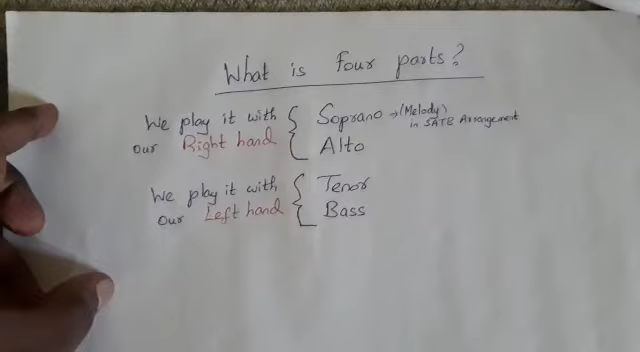 What is Four parts?
We play it with { Soprano → (Melody)
in SATB Arrangement
our Right hand Alto
We play it with { Tenor
our Left hand Bass